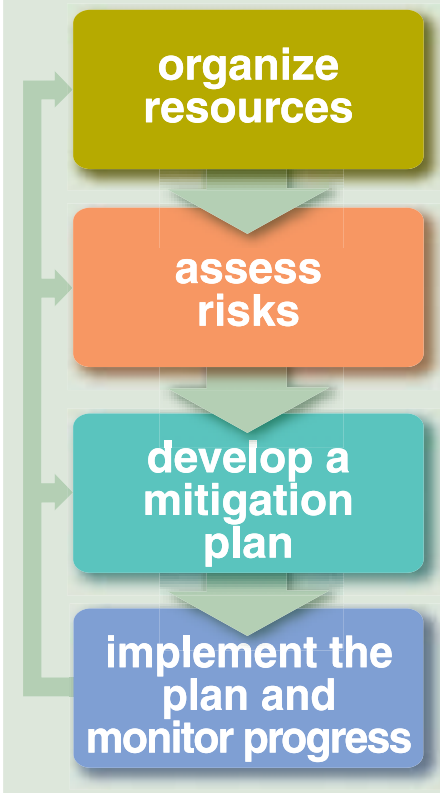 organize
resources
assess
risks
develop a
mitigation
plan
implement the
plan and
monitor progress